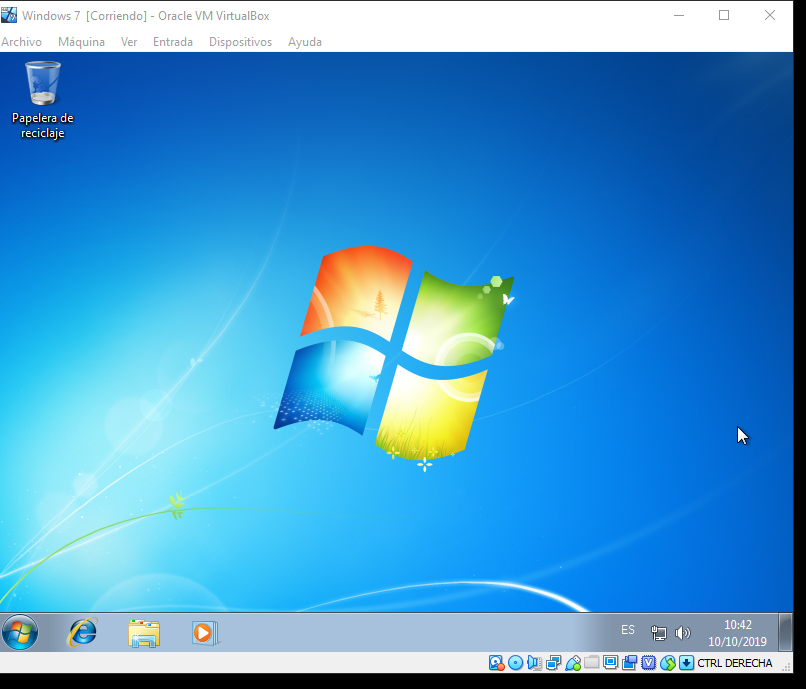 Windows 7 [Corriendo] - Oracle VM VirtualBox
Archivo Máquina Ver Entrada Dispositivos Ayuda
Papelera de
reciclaje
ES
10:42
10/10/2019
CTRL DERECHA